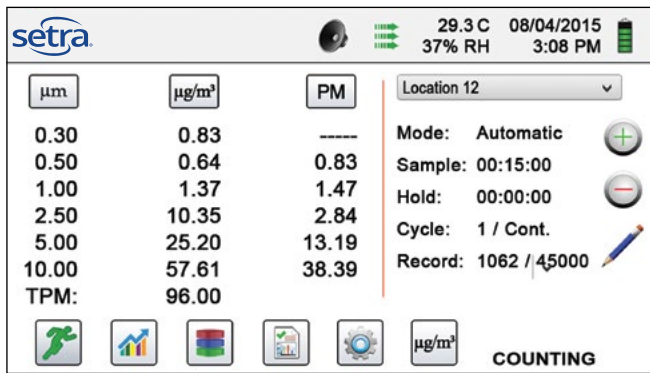 setra
29.3 C 08/04/2015
37% RH 3:08 PM
µm µg/m³ PM
0.30 0.83 -----
0.50 0.64 0.83
1.00 1.37 1.47
2.50 10.35 2.84
5.00 25.20 13.19
10.00 57.61 38.39
TPM: 96.00
Location 12
Mode: Automatic
Sample: 00:15:00
Hold: 00:00:00
Cycle: 1 / Cont.
Record: 1062 / 45000
µg/m³
COUNTING